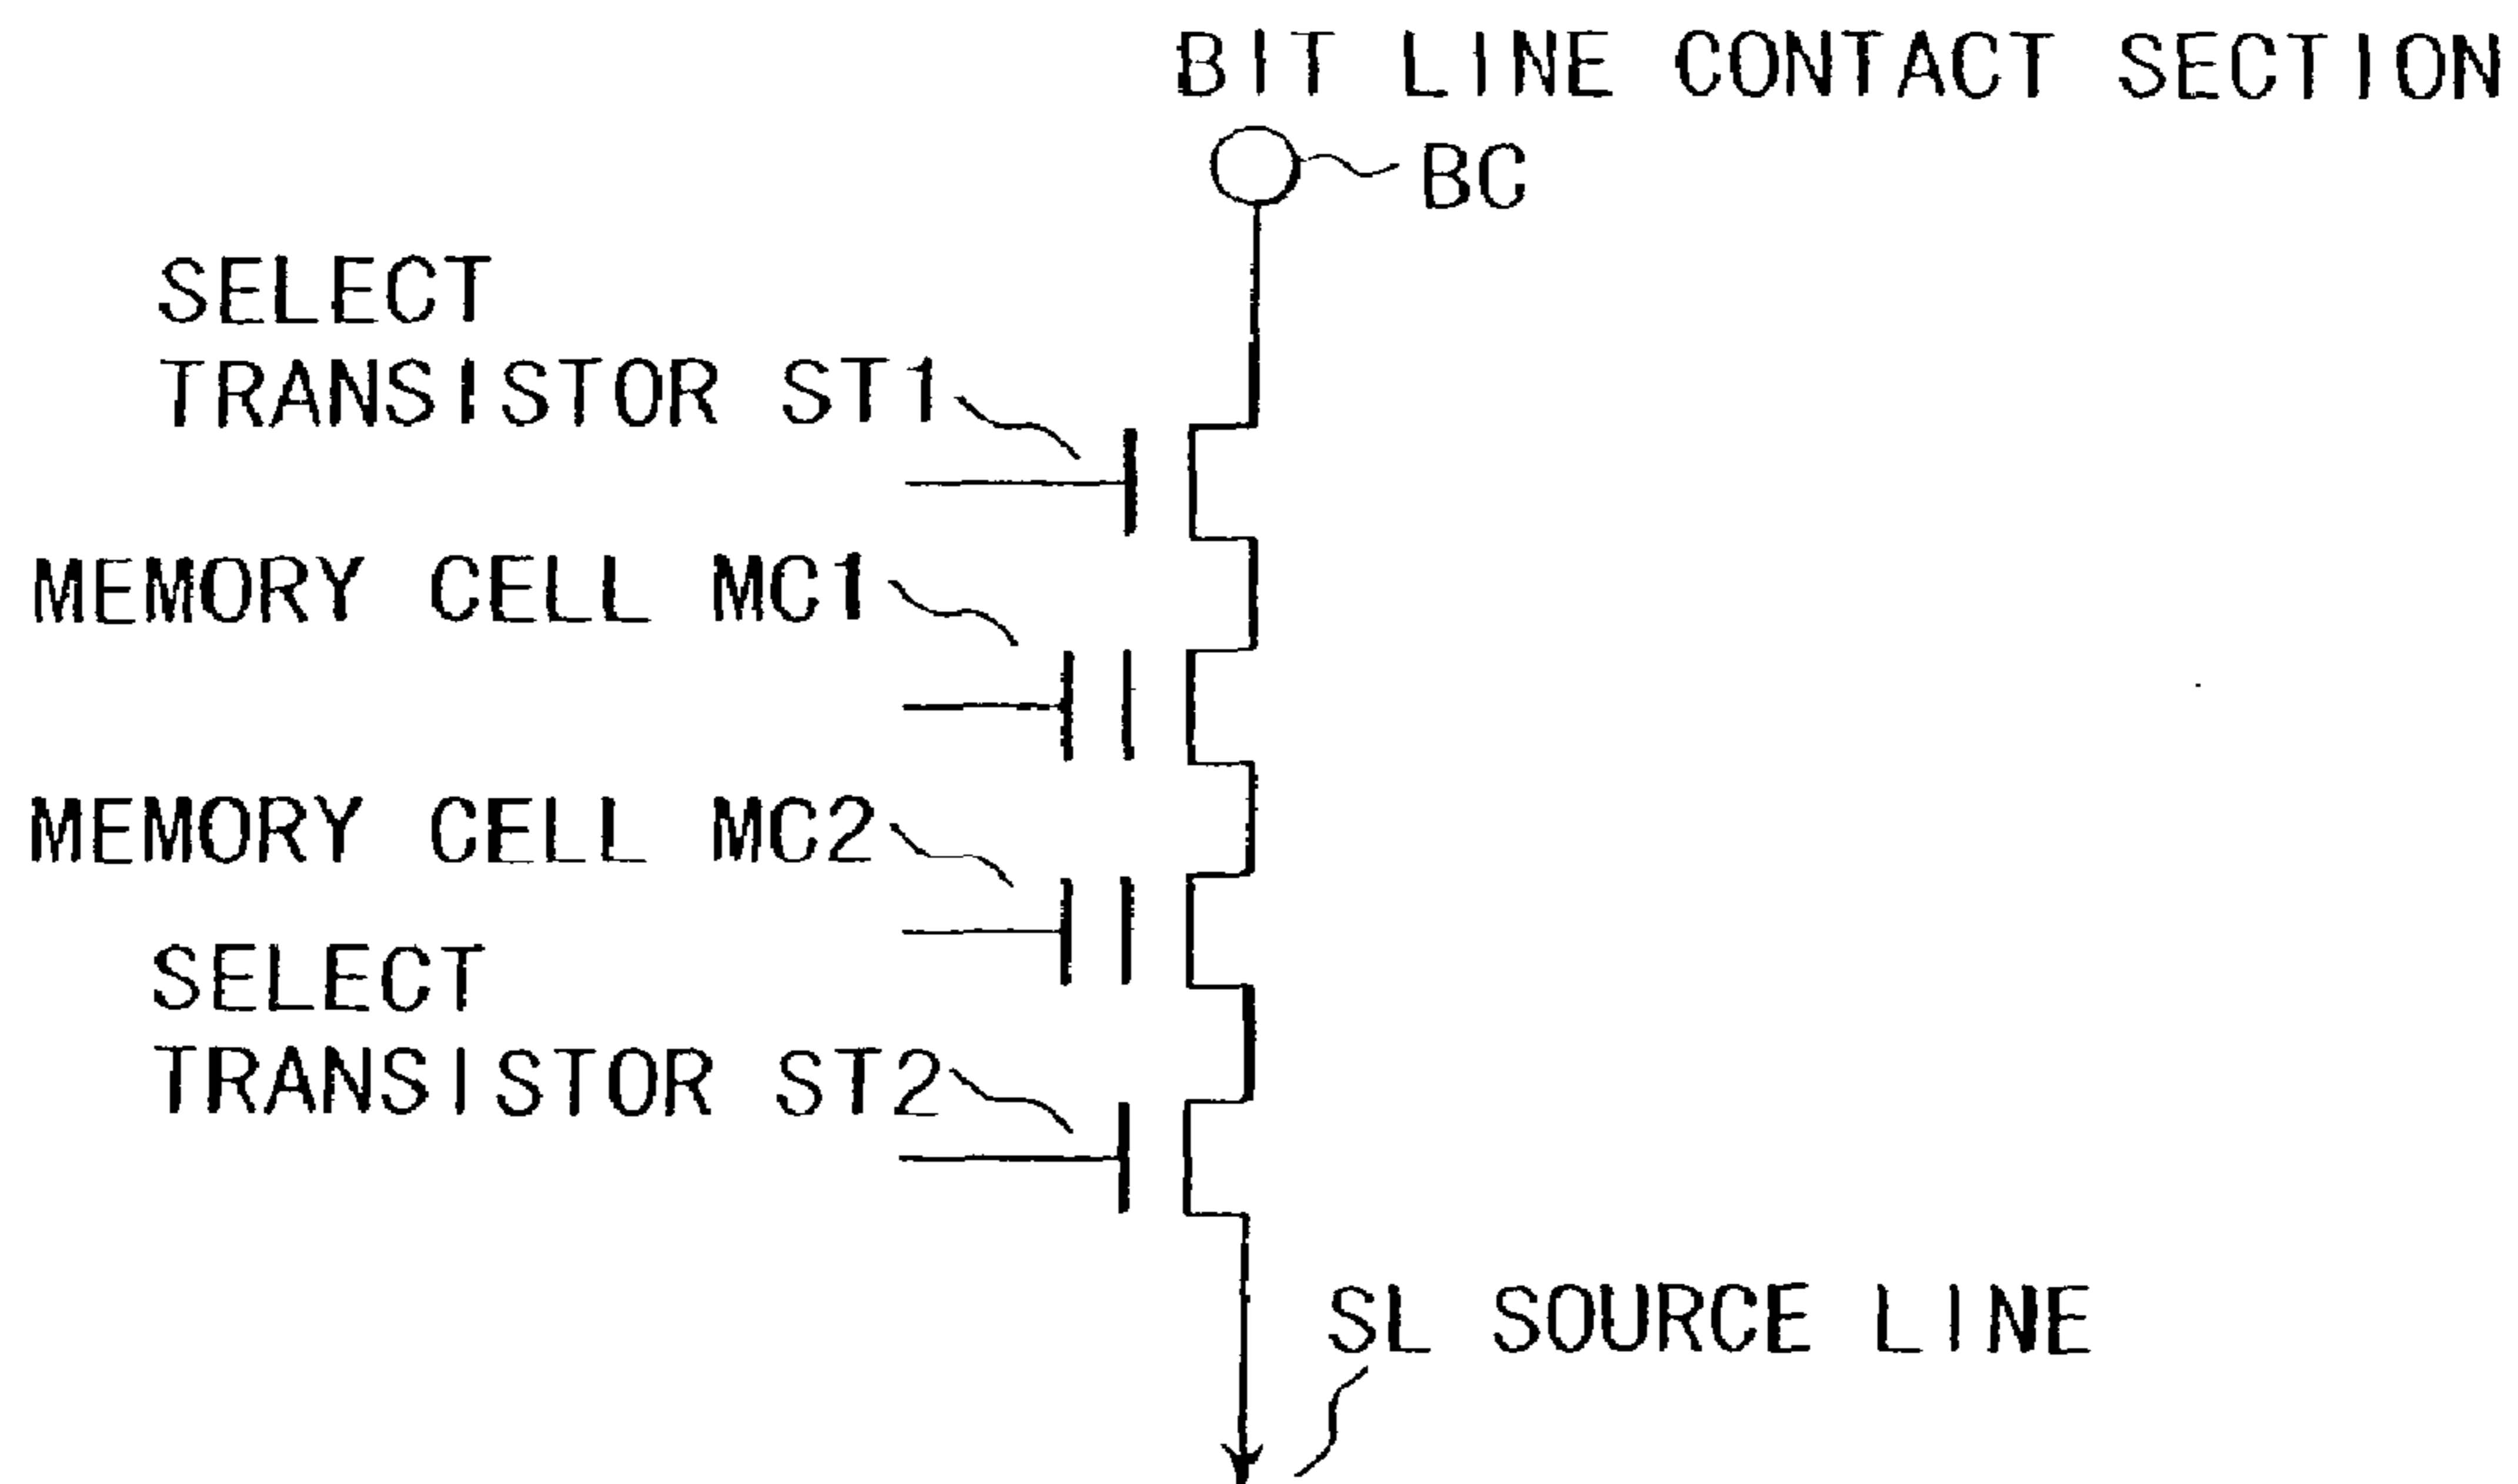 BIT LINE CONTACT SECTION
BC
SELECT
TRANSISTOR ST1
MEMORY CELL MC1
MEMORY CELL MC2
SELECT
TRANSISTOR ST2
SL SOURCE LINE